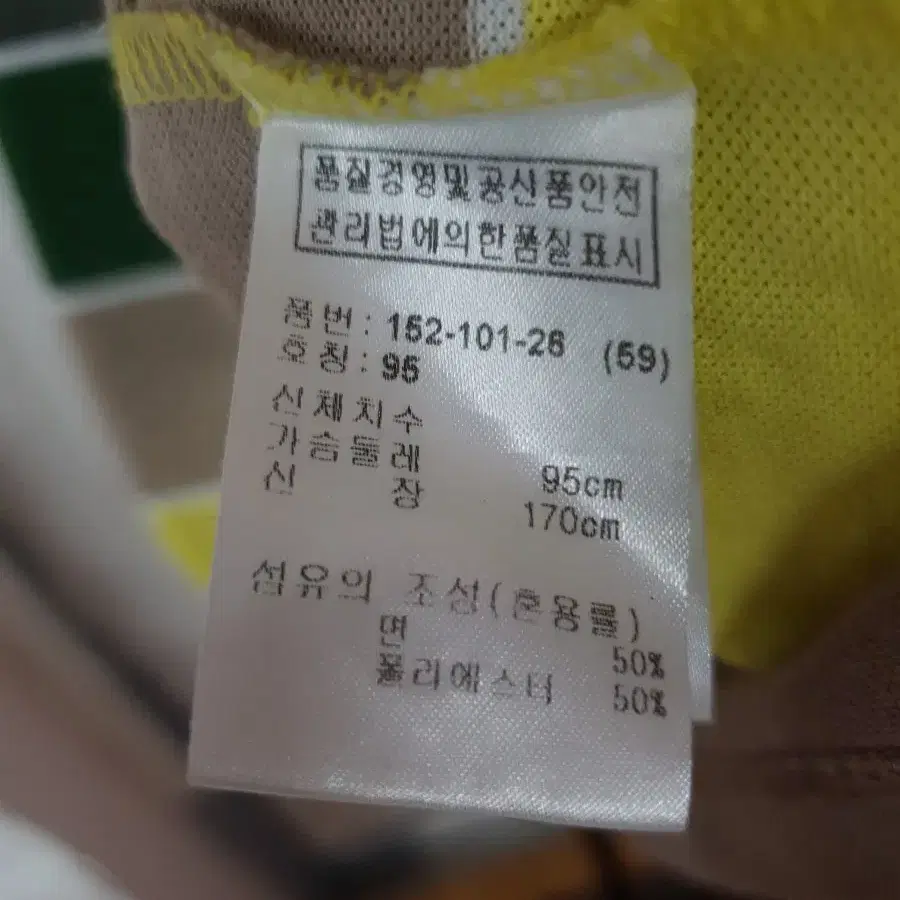 품질경영및공산품안전
관리법에의한품질표시
품번 : 152-101-26 (59)
호칭 : 95
신체치수
가슴둘레 95cm
신 장 170cm
섬유의 조성(혼용률)
면 50%
폴리에스터 50%